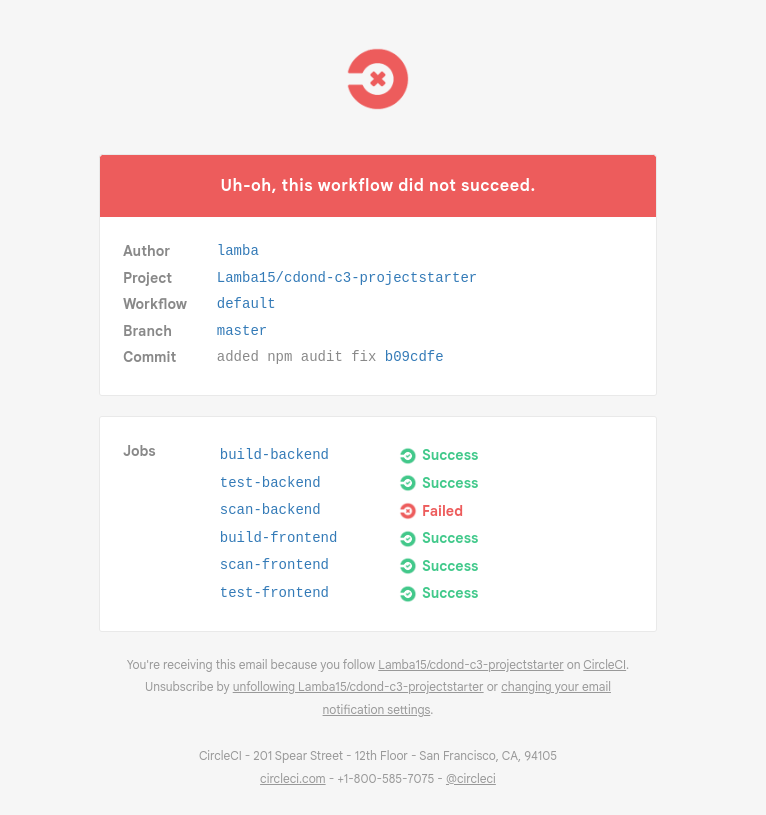 Uh-oh, this workflow did not succeed.
Author lamba
Project Lamba15/cdond-c3-projectstarter
Workflow default
Branch master
Commit added npm audit fix b09cdfe
Jobs build-backend Success
test-backend Success
scan-backend Failed
build-frontend Success
scan-frontend Success
test-frontend Success
You're receiving this email because you follow Lamba15/cdond-c3-projectstarter on CircleCI.
Unsubscribe by unfollowing Lamba15/cdond-c3-projectstarter or changing your email
notification settings.
CircleCI - 201 Spear Street - 12th Floor - San Francisco, CA, 94105
circleci.com - +1-800-585-7075 - @circleci